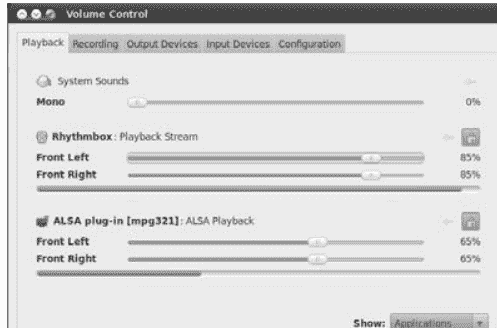 Volume Control
Playback Recording Output Devices Input Devices Configuration
System Sounds
Mono 0%
Rhythmbox: Playback Stream
Front Left 85%
Front Right 85%
ALSA plug-in [mpg321]: ALSA Playback
Front Left 65%
Front Right 65%
Show: Applications